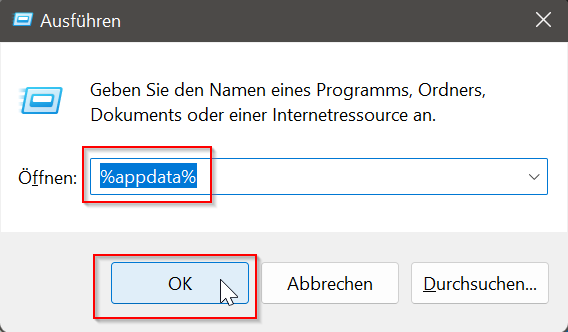 Ausführen
Geben Sie den Namen eines Programms, Ordners,
Dokuments oder einer Internetressource an.
Öffnen: %appdata%
OK Abbrechen Durchsuchen...